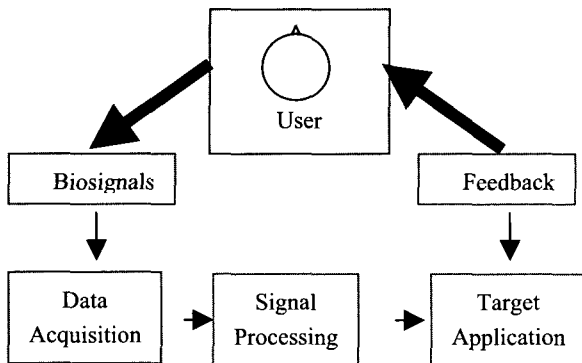 User
Biosignals
Feedback
Data
Acquisition
Signal
Processing
Target
Application